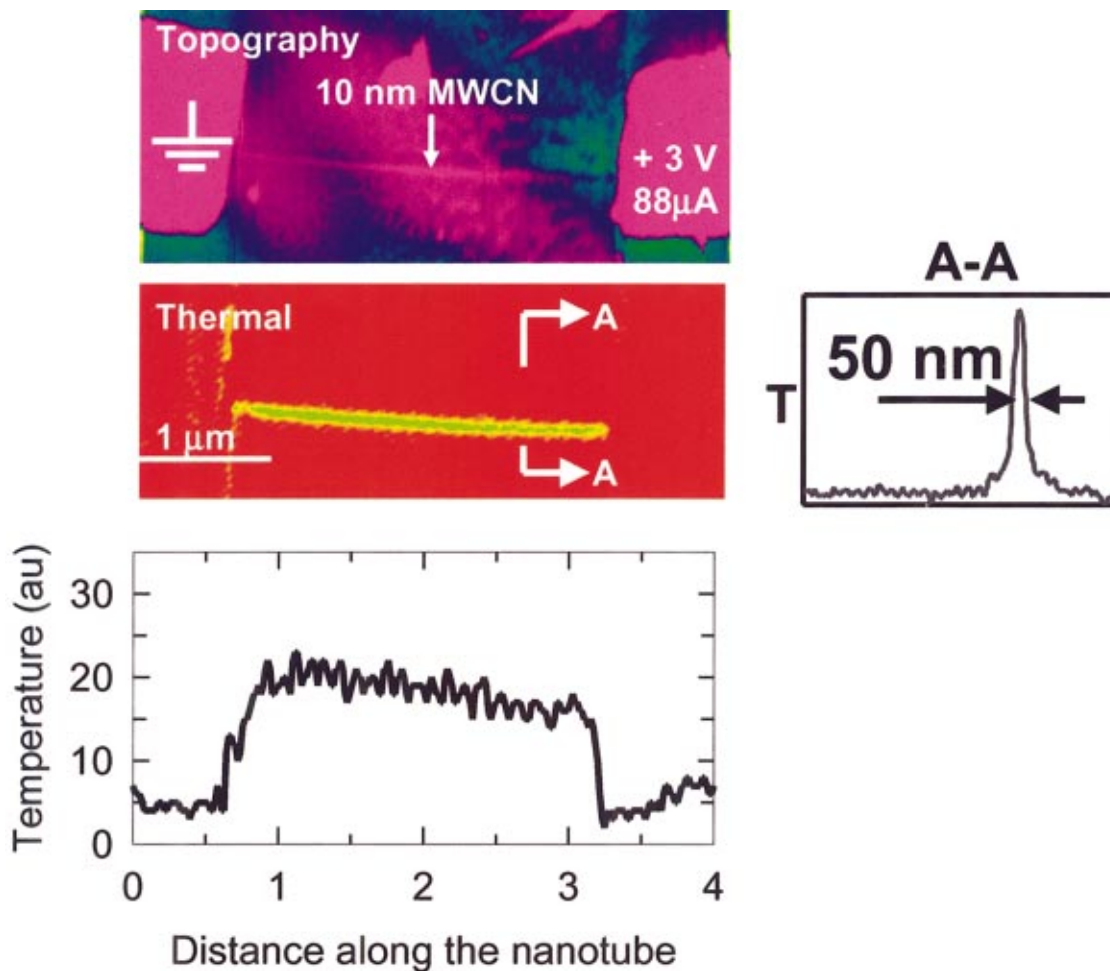 Topography
10 nm MWCN
+ 3 V
88μA
Thermal
A
1 μm
A
A-A
50 nm
T
Temperature (au)
30
20
10
0
0 1 2 3 4
Distance along the nanotube